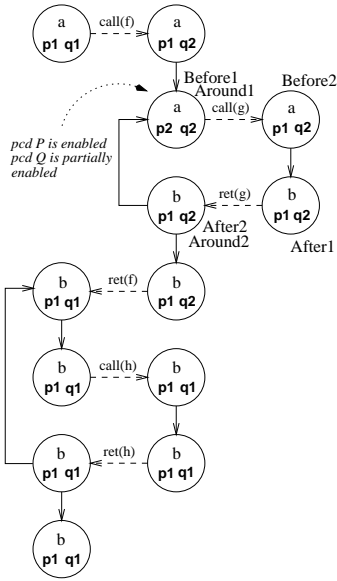 a
p1 q1
call(f)
a
p1 q2
Before1
Around1
Before2
a
p2 q2
call(g)
a
p1 q2
pcd P is enabled
pcd Q is partially
enabled
b
p1 q2
ret(g)
b
p1 q2
After2
Around2
After1
b
p1 q1
ret(f)
b
p1 q2
b
p1 q1
call(h)
b
p1 q1
b
p1 q1
ret(h)
b
p1 q1
b
p1 q1